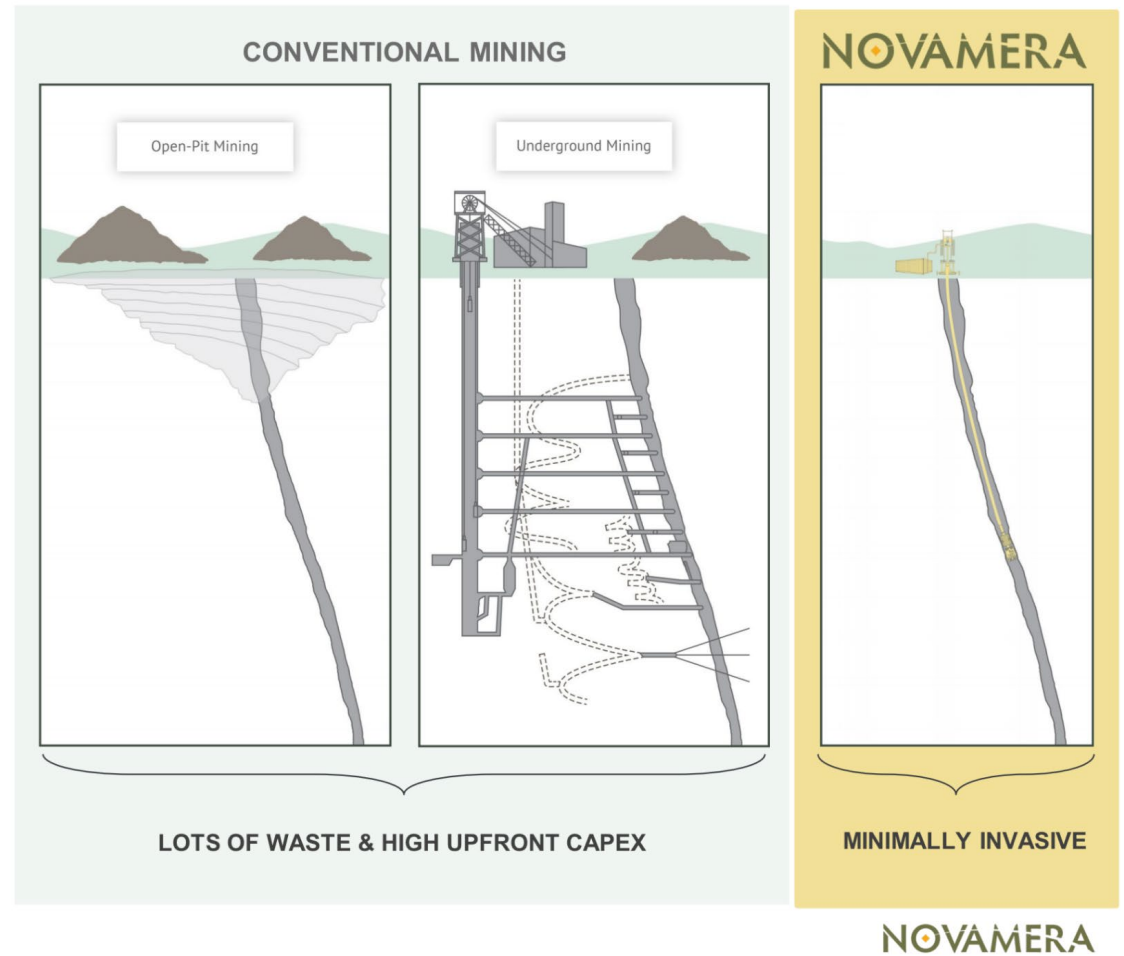 CONVENTIONAL MINING
NOVAMERA
Open-Pit Mining
Underground Mining
LOTS OF WASTE & HIGH UPFRONT CAPEX
MINIMALLY INVASIVE
NOVAMERA